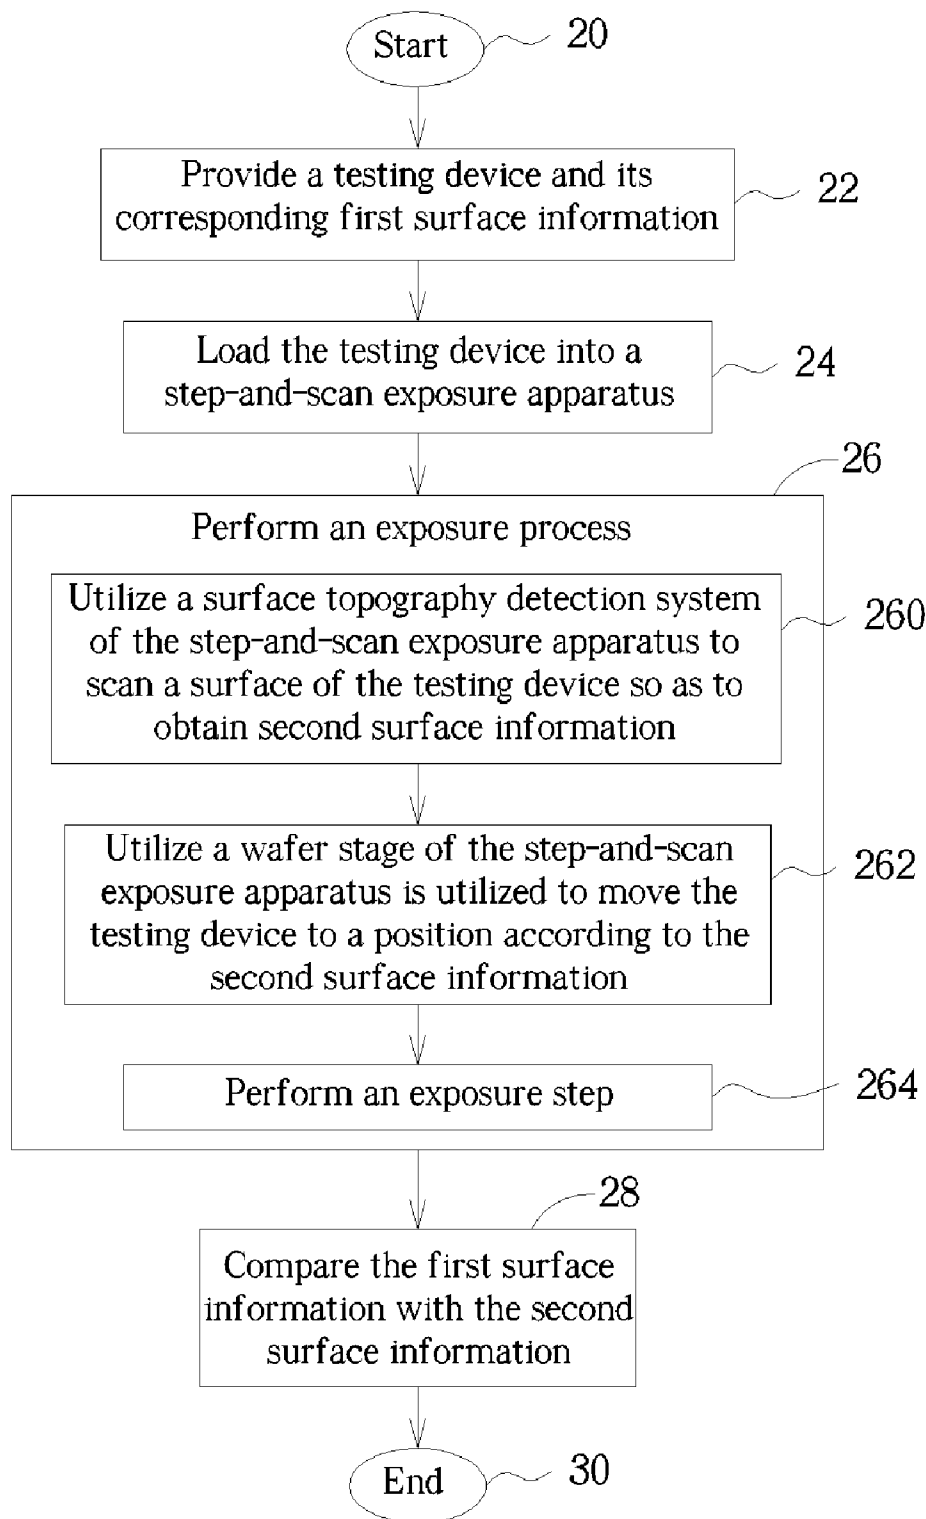 Start
20
Provide a testing device and its
corresponding first surface information
22
Load the testing device into a
step-and-scan exposure apparatus
24
26
Perform an exposure process
Utilize a surface topography detection system
of the step-and-scan exposure apparatus to
scan a surface of the testing device so as to
obtain second surface information
260
Utilize a wafer stage of the step-and-scan
exposure apparatus is utilized to move the
testing device to a position according to the
second surface information
262
Perform an exposure step
264
28
Compare the first surface
information with the second
surface information
End
30